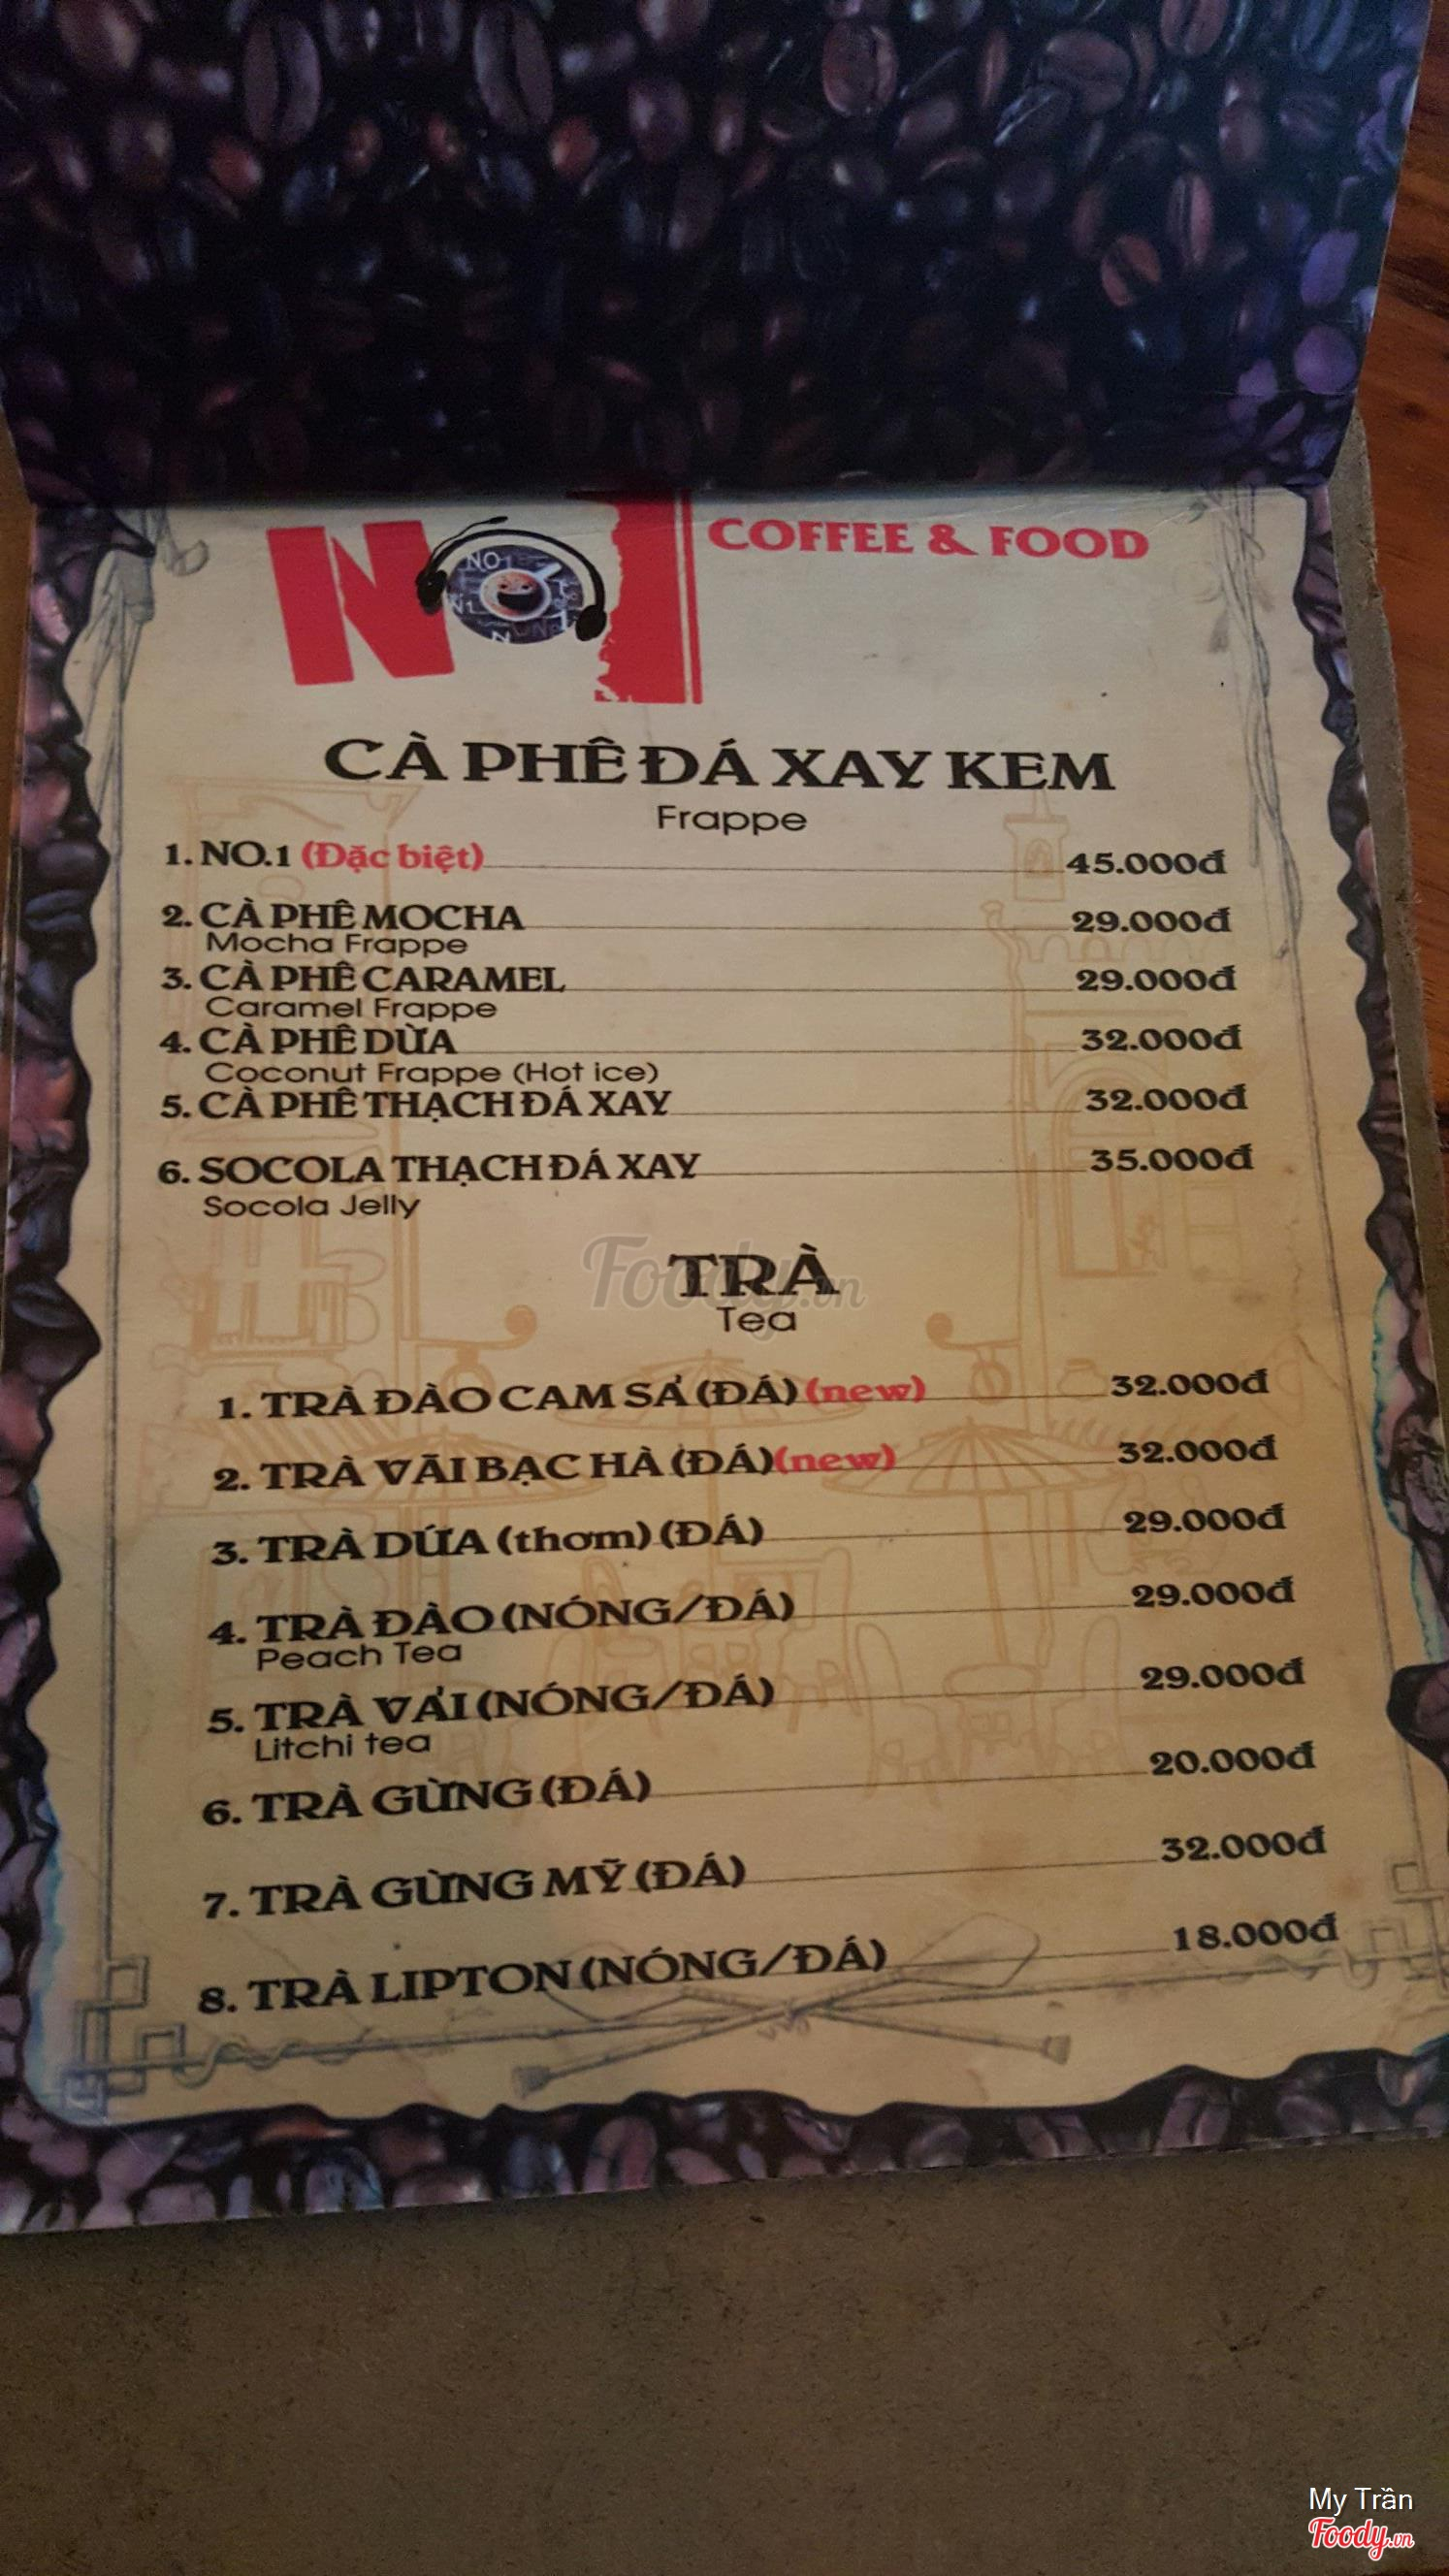 NO1 COFFEE & FOOD
CÀ PHÊ ĐÁ XAY KEM
Frappe
1. NO.1 (Đặc biệt) 45.000đ
2. CÀ PHÊ MOCHA 29.000đ
Mocha Frappe
3. CÀ PHÊ CARAMEL 29.000đ
Caramel Frappe
4. CÀ PHÊ DỪA 32.000đ
Coconut Frappe (Hot ice)
5. CÀ PHÊ THẠCH ĐÁ XAY 32.000đ
6. SOCOLA THẠCH ĐÁ XAY 35.000đ
Socola Jelly
Foody.vn
TRÀ
Tea
1. TRÀ ĐÀO CAM SẢ (ĐÁ) (new) 32.000đ
2. TRÀ VÃI BẠC HÀ (ĐÁ) (new) 32.000đ
3. TRÀ DỨA (thơm) (ĐÁ) 29.000đ
4. TRÀ ĐÀO (NÓNG/ĐÁ) 29.000đ
Peach Tea
5. TRÀ VẢI (NÓNG/ĐÁ) 29.000đ
Litchi tea
6. TRÀ GỪNG (ĐÁ) 20.000đ
7. TRÀ GỪNG MỸ (ĐÁ) 32.000đ
8. TRÀ LIPTON (NÓNG/ĐÁ) 18.000đ
My Trần
Foody.vn